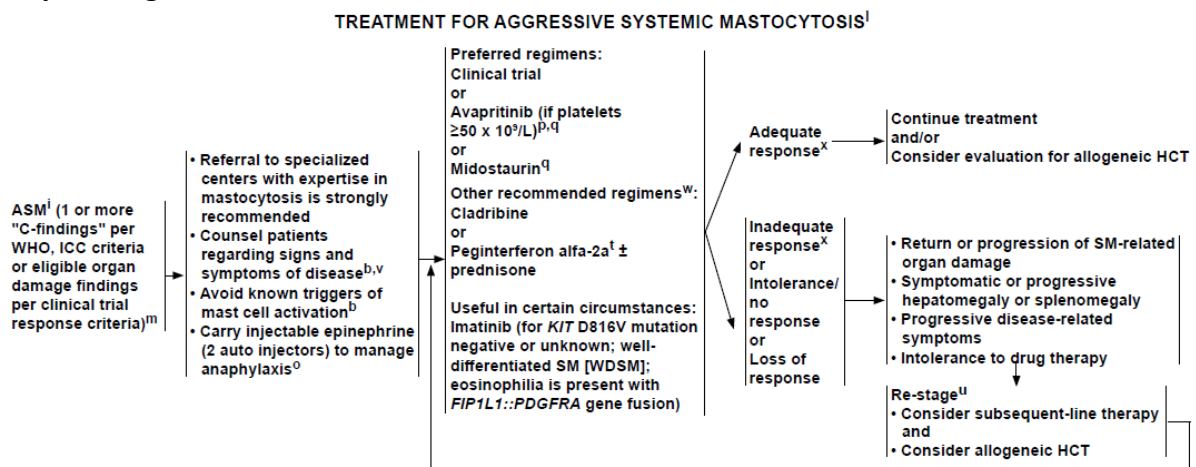 TREATMENT FOR AGGRESSIVE SYSTEMIC MASTOCYTOSISl
ASMi (1 or more
"C-findings" per
WHO, ICC criteria
or eligible organ
damage findings
per clinical trial
response criteria)m
• Referral to specialized
centers with expertise in
mastocytosis is strongly
recommended
• Counsel patients
regarding signs and
symptoms of diseaseb,v
• Avoid known triggers of
mast cell activationb
• Carry injectable epinephrine
(2 auto injectors) to manage
anaphylaxiso
Preferred regimens:
Clinical trial
or
Avapritinib (if platelets
≥50 x 10⁹/L)p,q
or
Midostaurinq
Other recommended regimensw:
Cladribine
or
Peginterferon alfa-2at ±
prednisone
Useful in certain circumstances:
Imatinib (for KIT D816V mutation
negative or unknown; well-
differentiated SM [WDSM];
eosinophilia is present with
FIP1L1::PDGFRA gene fusion)
Adequate
responsex
Continue treatment
and/or
Consider evaluation for allogeneic HCT
Inadequate
responsex
or
Intolerance/
no
response
or
Loss of
response
• Return or progression of SM-related
organ damage
• Symptomatic or progressive
hepatomegaly or splenomegaly
• Progressive disease-related
symptoms
• Intolerance to drug therapy
Re-stageu
• Consider subsequent-line therapy
and
• Consider allogeneic HCT